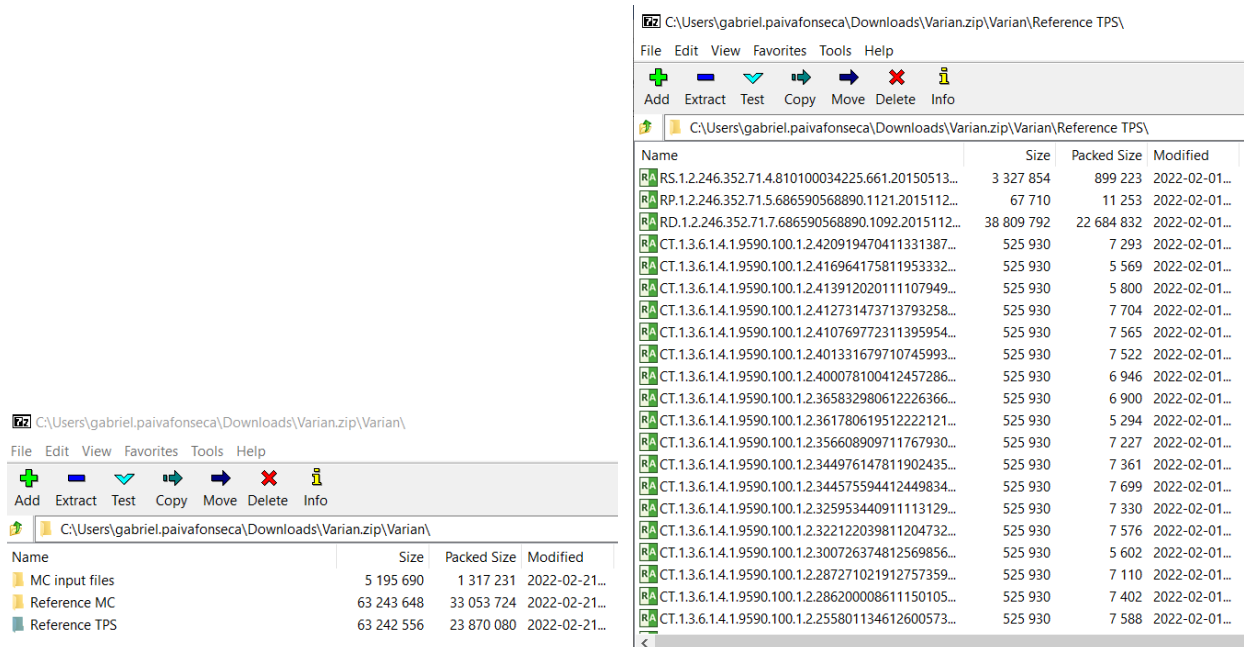 C:\Users\gabriel.paivafonseca\Downloads\Varian.zip\Varian\
File Edit View Favorites Tools Help
Add Extract Test Copy Move Delete Info
C:\Users\gabriel.paivafonseca\Downloads\Varian.zip\Varian\
Name Size Packed Size Modified
MC input files 5 195 690 1 317 231 2022-02-21...
Reference MC 63 243 648 33 053 724 2022-02-21...
Reference TPS 63 242 556 23 870 080 2022-02-21...
C:\Users\gabriel.paivafonseca\Downloads\Varian.zip\Varian\Reference TPS\
File Edit View Favorites Tools Help
Add Extract Test Copy Move Delete Info
C:\Users\gabriel.paivafonseca\Downloads\Varian.zip\Varian\Reference TPS\
Name Size Packed Size Modified
RS.1.2.246.352.71.4.810100034225.661.20150513... 3 327 854 899 223 2022-02-01...
RP.1.2.246.352.71.5.686590568890.1121.2015112... 67 710 11 253 2022-02-01...
RD.1.2.246.352.71.7.686590568890.1092.2015112... 38 809 792 22 684 832 2022-02-01...
CT.1.3.6.1.4.1.9590.100.1.2.420919470411331387... 525 930 7 293 2022-02-01...
CT.1.3.6.1.4.1.9590.100.1.2.416964175811953332... 525 930 5 569 2022-02-01...
CT.1.3.6.1.4.1.9590.100.1.2.413912020111107949... 525 930 5 800 2022-02-01...
CT.1.3.6.1.4.1.9590.100.1.2.412731473713793258... 525 930 7 704 2022-02-01...
CT.1.3.6.1.4.1.9590.100.1.2.410769772311395954... 525 930 7 565 2022-02-01...
CT.1.3.6.1.4.1.9590.100.1.2.401331679710745993... 525 930 7 522 2022-02-01...
CT.1.3.6.1.4.1.9590.100.1.2.400078100412457286... 525 930 6 946 2022-02-01...
CT.1.3.6.1.4.1.9590.100.1.2.365832980612226366... 525 930 6 900 2022-02-01...
CT.1.3.6.1.4.1.9590.100.1.2.361780619512222121... 525 930 5 294 2022-02-01...
CT.1.3.6.1.4.1.9590.100.1.2.356608909711767930... 525 930 7 227 2022-02-01...
CT.1.3.6.1.4.1.9590.100.1.2.344976147811902435... 525 930 7 361 2022-02-01...
CT.1.3.6.1.4.1.9590.100.1.2.344575594412449834... 525 930 7 699 2022-02-01...
CT.1.3.6.1.4.1.9590.100.1.2.325953440911113129... 525 930 7 330 2022-02-01...
CT.1.3.6.1.4.1.9590.100.1.2.322122039811204732... 525 930 7 576 2022-02-01...
CT.1.3.6.1.4.1.9590.100.1.2.300726374812569856... 525 930 5 602 2022-02-01...
CT.1.3.6.1.4.1.9590.100.1.2.287271021912757359... 525 930 7 110 2022-02-01...
CT.1.3.6.1.4.1.9590.100.1.2.286200008611150105... 525 930 7 402 2022-02-01...
CT.1.3.6.1.4.1.9590.100.1.2.255801134612600573... 525 930 7 588 2022-02-01...